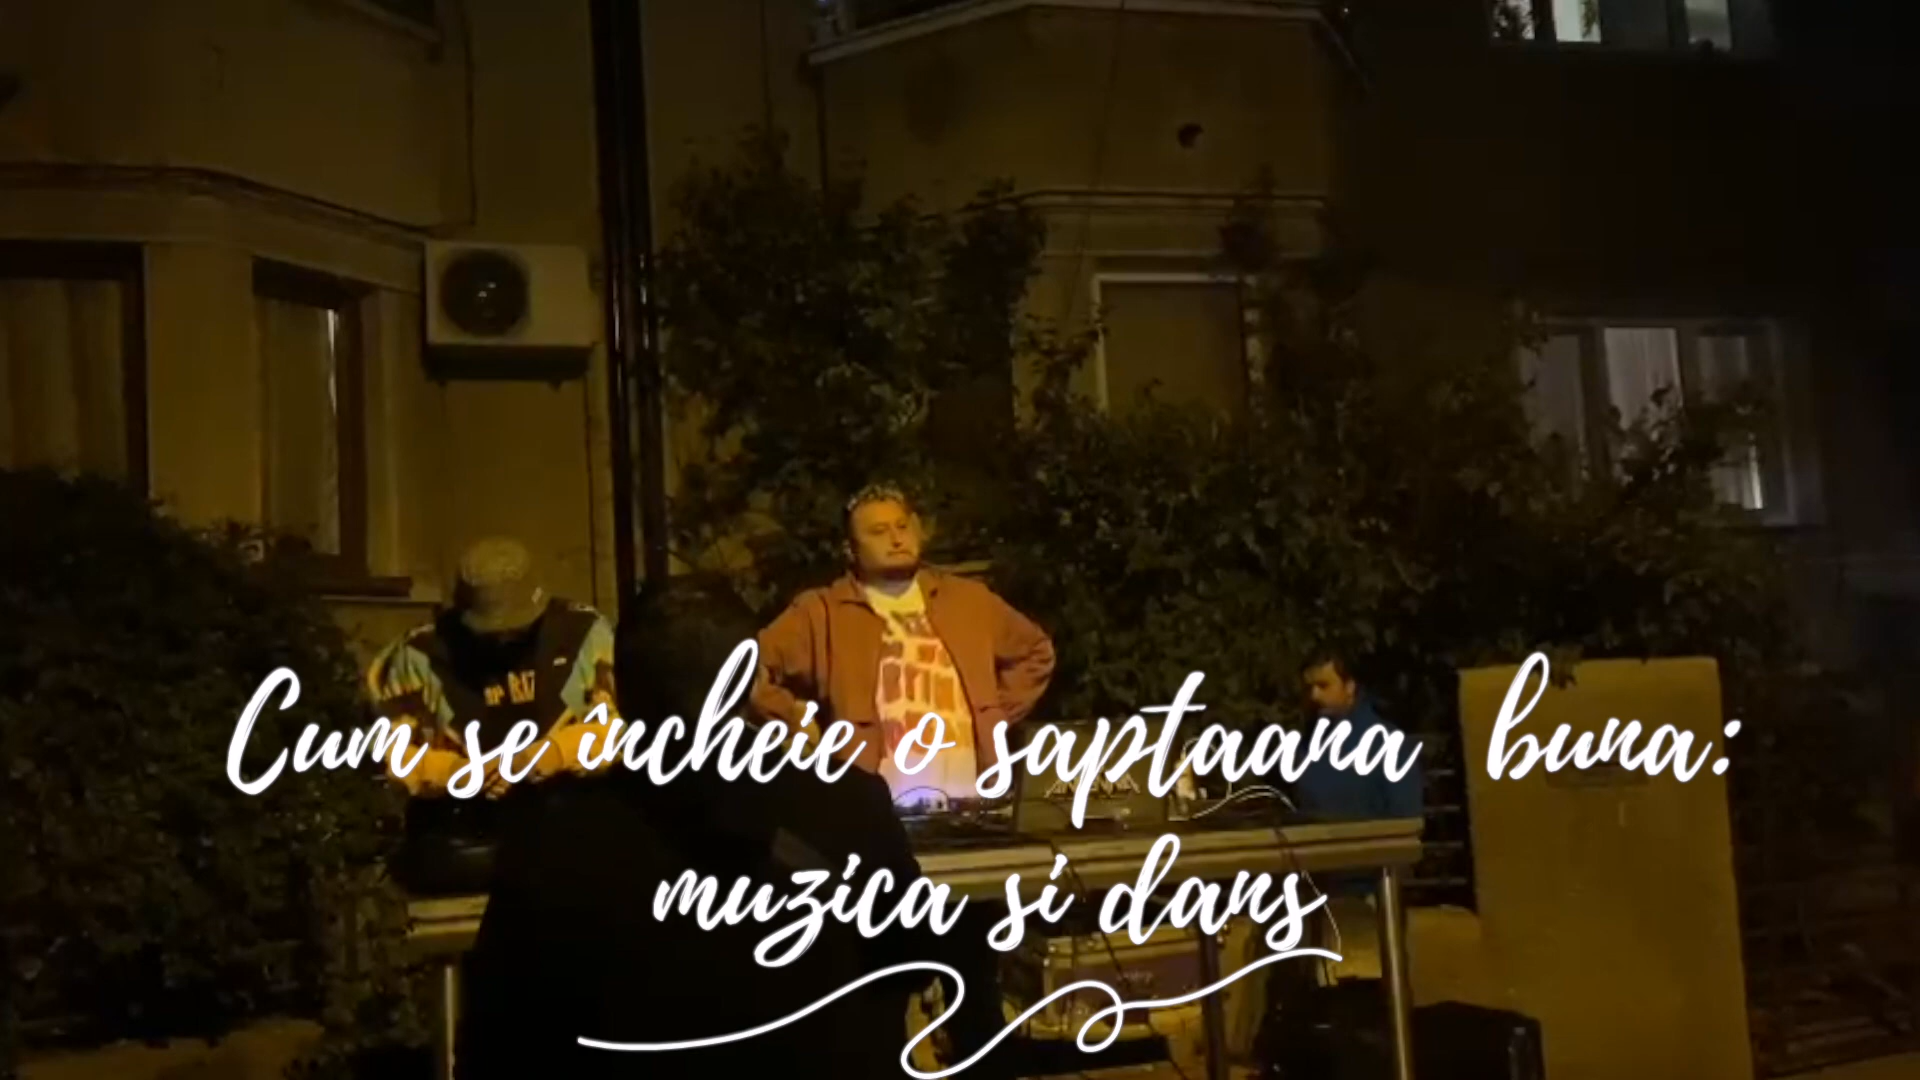 Cum se încheie o saptaana buna:
muzica si dans